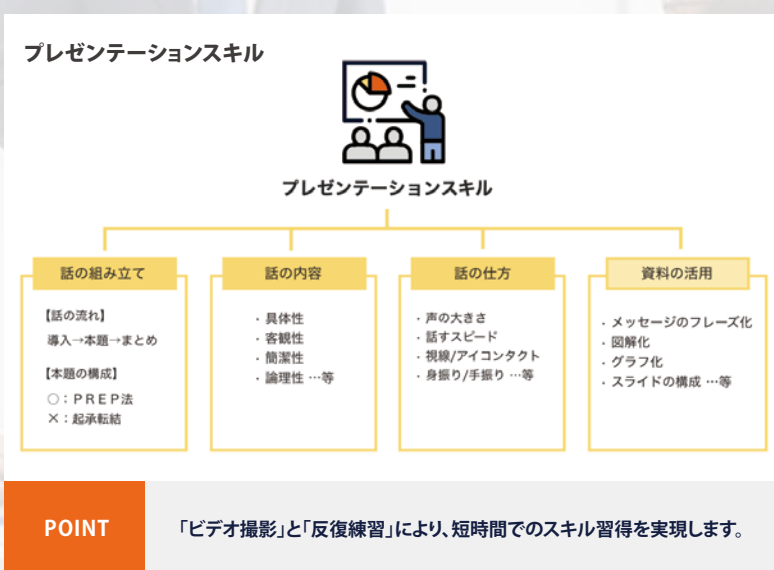 プレゼンテーションスキル
プレゼンテーションスキル
話の組み立て
【話の流れ】
導入→本題→まとめ
【本題の構成】
○：ＰＲＥＰ法
×：起承転結
話の内容
・具体性
・客観性
・簡潔性
・論理性 …等
話の仕方
・声の大きさ
・話すスピード
・視線/アイコンタクト
・身振り/手振り …等
資料の活用
・メッセージのフレーズ化
・図解化
・グラフ化
・スライドの構成 …等
POINT
「ビデオ撮影」と「反復練習」により、短時間でのスキル習得を実現します。